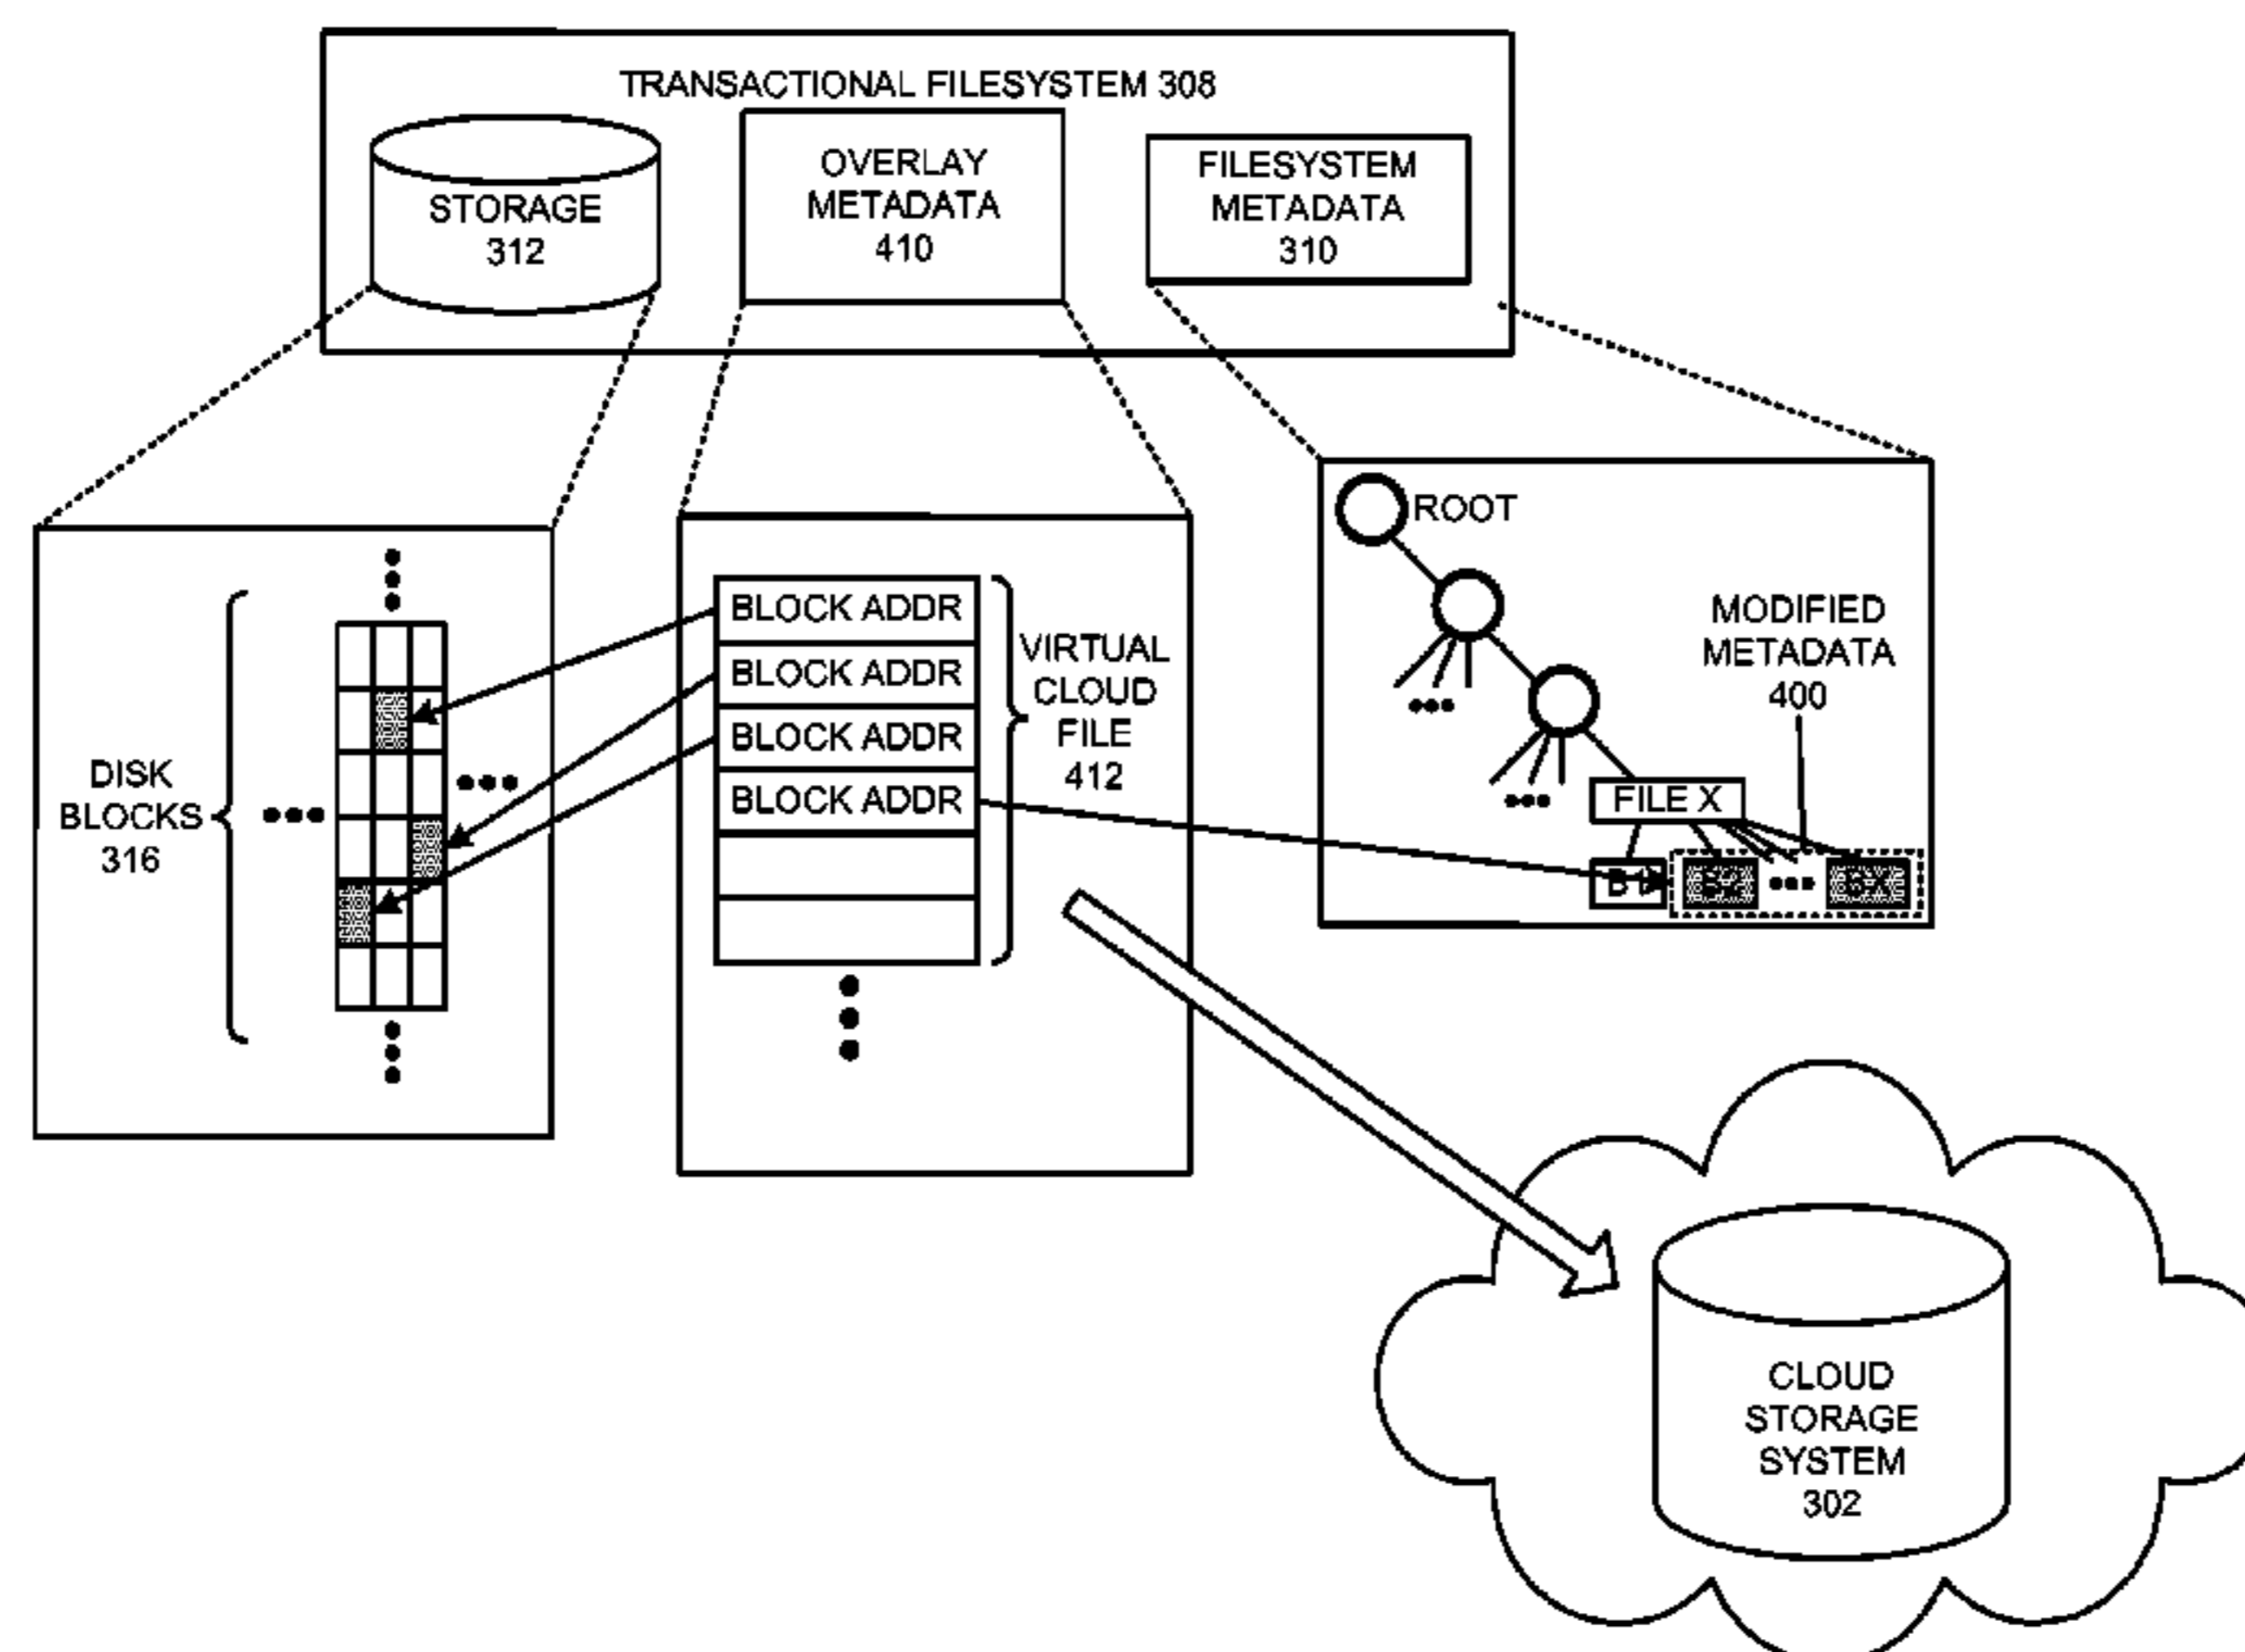 TRANSACTIONAL FILESYSTEM 308
STORAGE
312
OVERLAY
METADATA
410
FILESYSTEM
METADATA
310
DISK
BLOCKS
316
BLOCK ADDR
BLOCK ADDR
BLOCK ADDR
BLOCK ADDR
VIRTUAL
CLOUD
FILE
412
ROOT
MODIFIED
METADATA
400
FILE X
CLOUD
STORAGE
SYSTEM
302